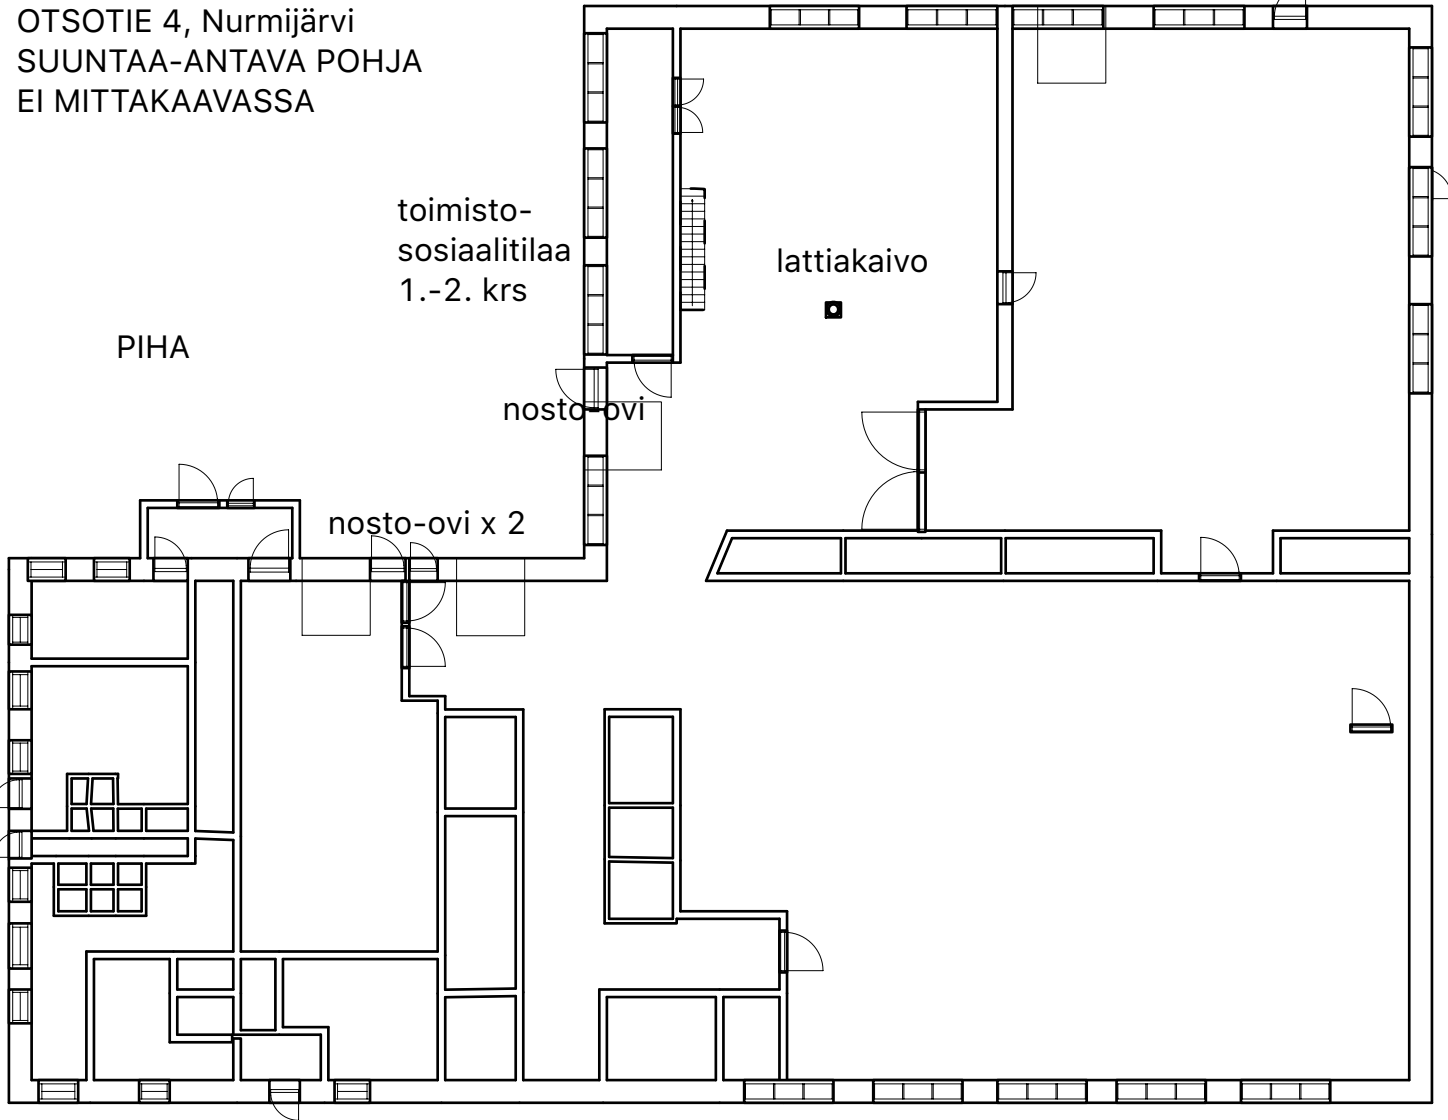 OTSOTIE 4, Nurmijärvi
SUUNTAA-ANTAVA POHJA
EI MITTAKAAVASSA
toimisto-
sosiaalitilaa
1.-2. krs
lattiakaivo
PIHA
nosto-ovi
nosto-ovi x 2